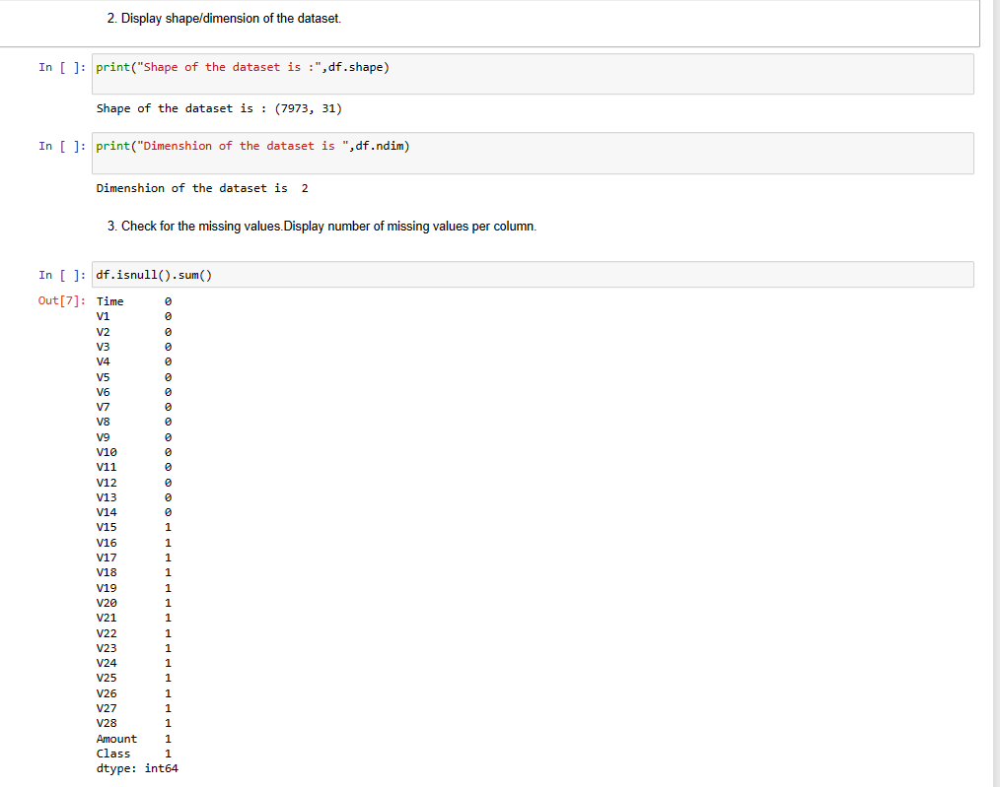 2. Display shape/dimension of the dataset.
In [ ]: print("Shape of the dataset is :",df.shape)
Shape of the dataset is : (7973, 31)
In [ ]: print("Dimenshion of the dataset is ",df.ndim)
Dimenshion of the dataset is  2
3. Check for the missing values.Display number of missing values per column.
In [ ]: df.isnull().sum()
Out[7]: Time 0
V1 0
V2 0
V3 0
V4 0
V5 0
V6 0
V7 0
V8 0
V9 0
V10 0
V11 0
V12 0
V13 0
V14 0
V15 1
V16 1
V17 1
V18 1
V19 1
V20 1
V21 1
V22 1
V23 1
V24 1
V25 1
V26 1
V27 1
V28 1
Amount 1
Class 1
dtype: int64